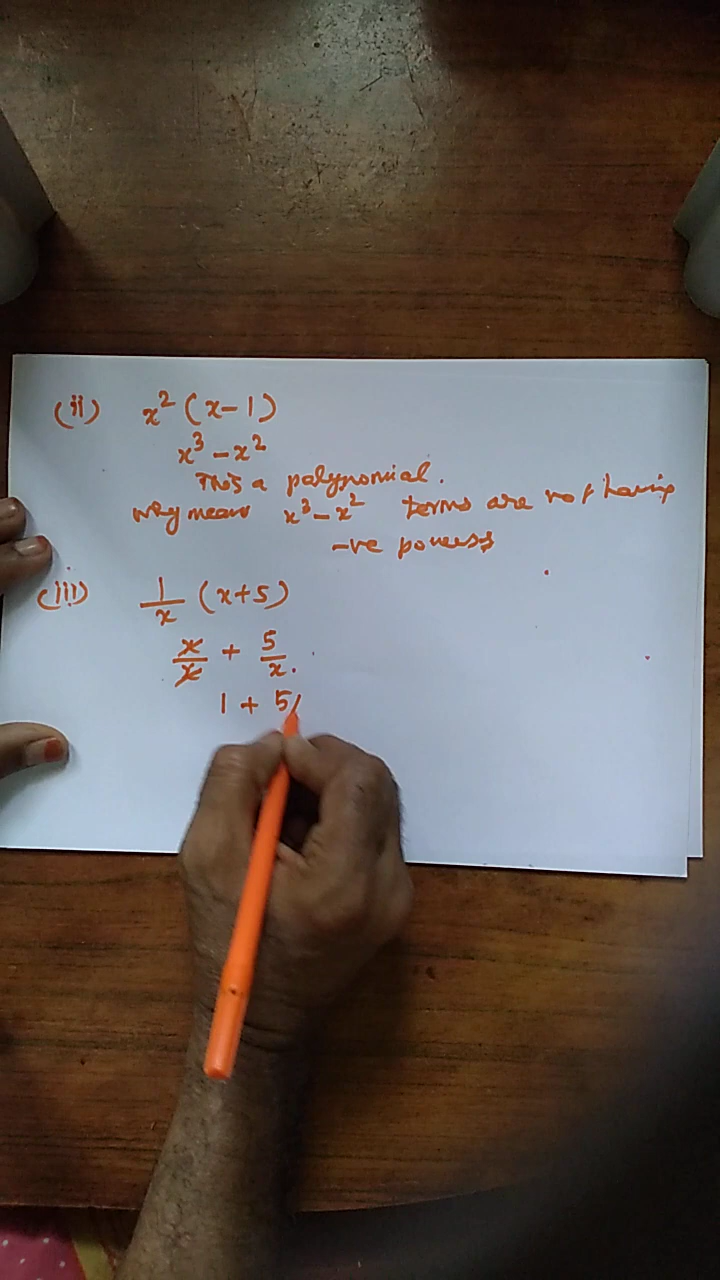 (ii) x² (x-1)
x³ - x²
This a polynomial.
why means x³ - x² terms are not having
-ve powers
(iii) 1/x (x+5)
x/x + 5/x.
1 + 5/